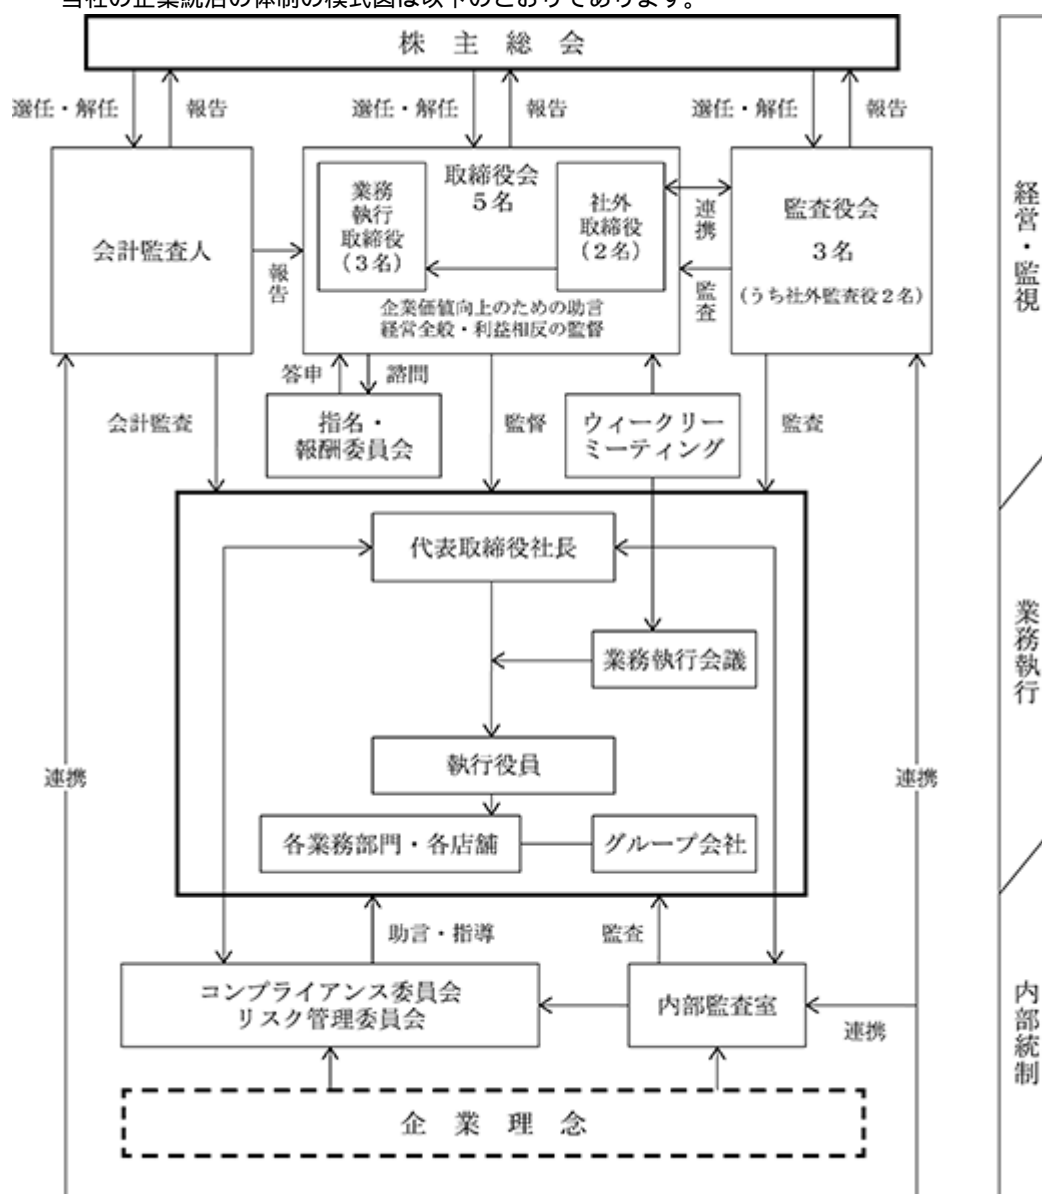 当社の企業統治の体制の模式図は以下のとおりであります。
株 主 総 会
選任・解任
報告
選任・解任
報告
選任・解任
報告
会計監査人
報告
取締役会
5名
業務
執行
取締役
(3名)
社外
取締役
(2名)
企業価値向上のための助言
経営全般・利益相反の監督
連携
監査
監査役会
3名
(うち社外監査役2名)
経営・監視
会計監査
答申
諮問
指名・
報酬委員会
監督
ウィークリー
ミーティング
監査
代表取締役社長
業務執行会議
執行役員
各業務部門・各店舗
グループ会社
業務執行
連携
連携
助言・指導
監査
コンプライアンス委員会
リスク管理委員会
内部監査室
連携
内部統制
企 業 理 念